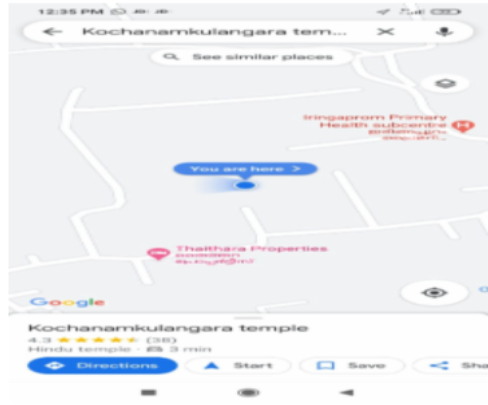 12:35 PM
Kochanamkulangara tem...
See similar places
Iringaprom Primary
Health subcentre
You are here >
Thaithara Properties
Google
Kochanamkulangara temple
4.3 ★★★★★ (38)
Hindu temple · 3 min
Directions
Start
Save
Sha